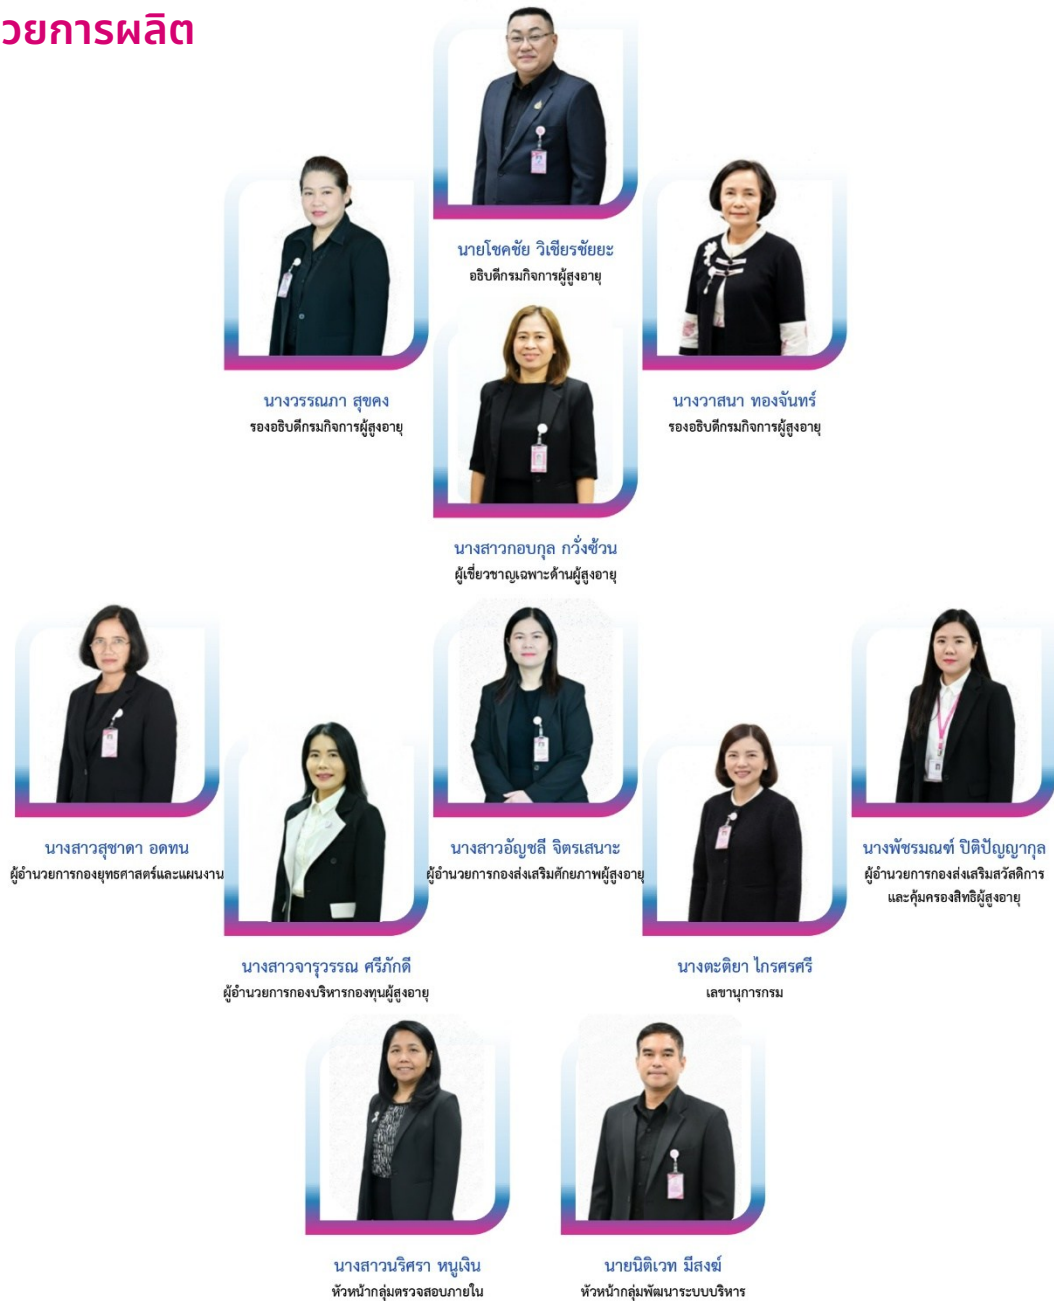 วยการผลิต
นายโชคชัย วิเชียรชัยยะ
อธิบดีกรมกิจการผู้สูงอายุ
นางวรรณภา สุขคง
รองอธิบดีกรมกิจการผู้สูงอายุ
นางวาสนา ทองจันทร์
รองอธิบดีกรมกิจการผู้สูงอายุ
นางสาวกอบกุล กวั่งซ้วน
ผู้เชี่ยวชาญเฉพาะด้านผู้สูงอายุ
นางสาวสุชาดา อดทน
ผู้อำนวยการกองยุทธศาสตร์และแผนงาน
นางสาวอัญชลี จิตรเสนาะ
ผู้อำนวยการกองส่งเสริมศักยภาพผู้สูงอายุ
นางพัชรมณฑ์ ปิติปัญญากุล
ผู้อำนวยการกองส่งเสริมสวัสดิการ
และคุ้มครองสิทธิผู้สูงอายุ
นางสาวจารุวรรณ ศรีภักดี
ผู้อำนวยการกองบริหารกองทุนผู้สูงอายุ
นางตะติยา ไกรศรศรี
เลขานุการกรม
นางสาวนริศรา หนูเงิน
หัวหน้ากลุ่มตรวจสอบภายใน
นายนิติเวท มีสงฆ์
หัวหน้ากลุ่มพัฒนาระบบบริหาร